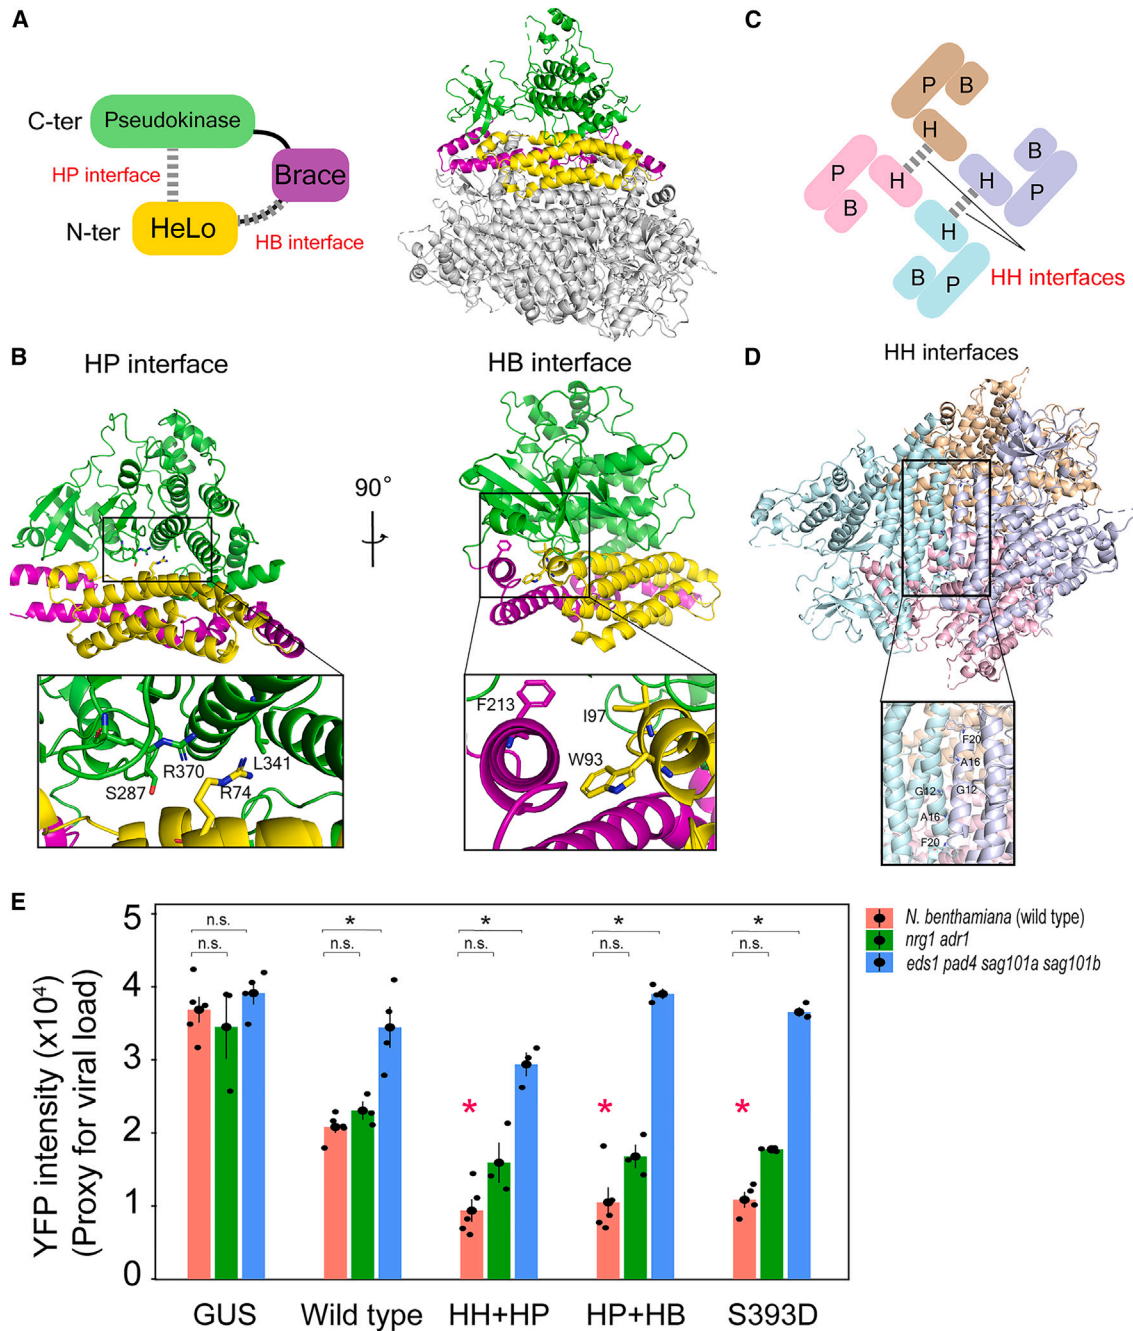 A
C-ter
Pseudokinase
HP interface
Brace
N-ter
HeLo
HB interface
C
P
B
H
P
B
H
H
B
P
H
B
P
HH interfaces
B
HP interface
90°
HB interface
R370
S287
L341
R74
F213
I97
W93
D
HH interfaces
F20
A16
G12
G12
A16
F20
E
YFP intensity (x10⁴)
(Proxy for viral load)
5
4
3
2
1
0
n.s.
n.s.
*
n.s.
*
n.s.
*
n.s.
*
n.s.
*
*
*
GUS
Wild type
HH+HP
HP+HB
S393D
N. benthamiana (wild type)
nrg1 adr1
eds1 pad4 sag101a sag101b